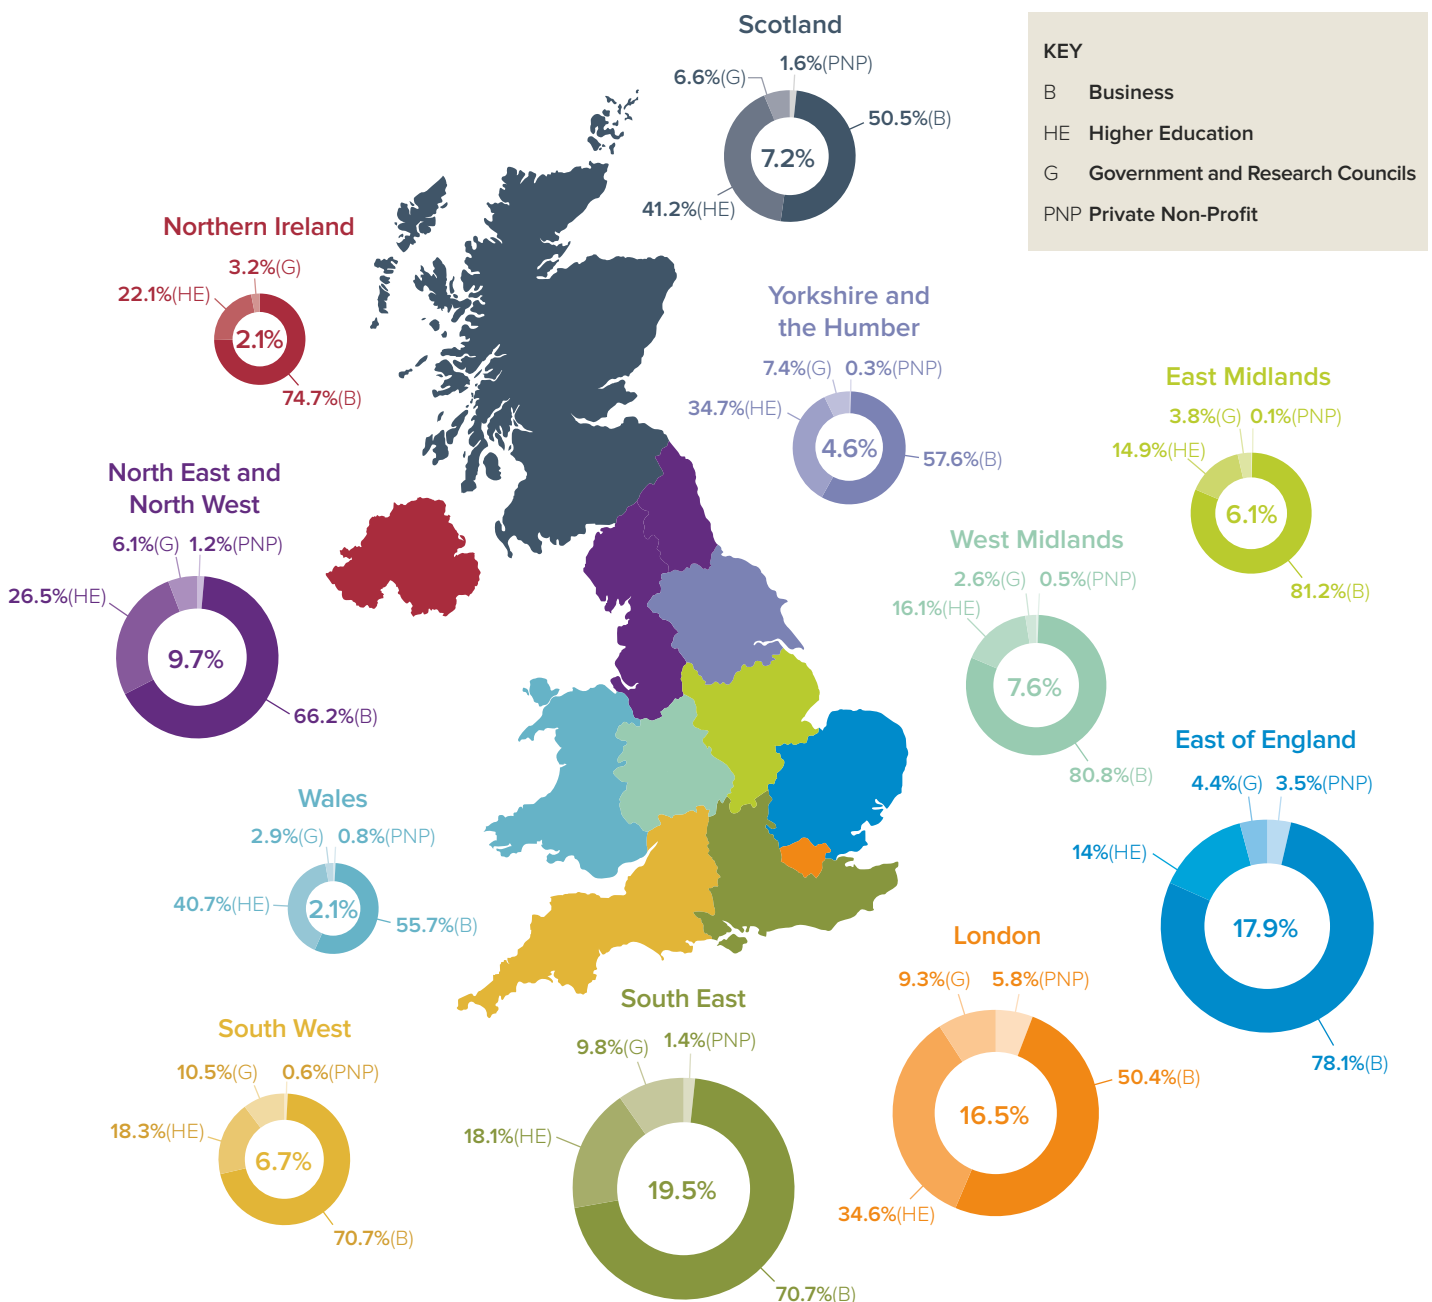 Scotland
1.6%(PNP)
6.6%(G)
50.5%(B)
7.2%
41.2%(HE)
KEY
B Business
HE Higher Education
G Government and Research Councils
PNP Private Non-Profit
Northern Ireland
3.2%(G)
22.1%(HE)
2.1%
74.7%(B)
Yorkshire and
the Humber
7.4%(G) 0.3%(PNP)
34.7%(HE)
4.6%
57.6%(B)
East Midlands
3.8%(G) 0.1%(PNP)
14.9%(HE)
6.1%
81.2%(B)
North East and
North West
6.1%(G) 1.2%(PNP)
26.5%(HE)
9.7%
66.2%(B)
West Midlands
2.6%(G) 0.5%(PNP)
16.1%(HE)
7.6%
80.8%(B)
East of England
4.4%(G) 3.5%(PNP)
14%(HE)
17.9%
78.1%(B)
Wales
2.9%(G) 0.8%(PNP)
40.7%(HE)
2.1%
55.7%(B)
London
9.3%(G) 5.8%(PNP)
50.4%(B)
16.5%
34.6%(HE)
South East
9.8%(G) 1.4%(PNP)
18.1%(HE)
19.5%
70.7%(B)
South West
10.5%(G) 0.6%(PNP)
18.3%(HE)
6.7%
70.7%(B)